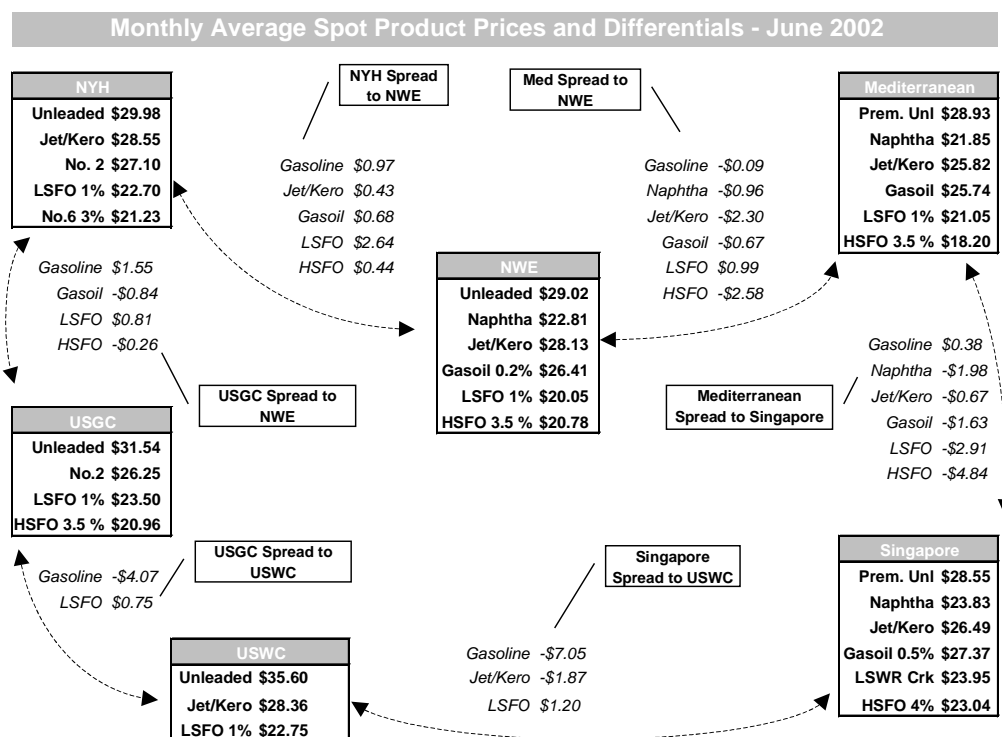 Monthly Average Spot Product Prices and Differentials - June 2002
NYH
Unleaded $29.98
Jet/Kero $28.55
No. 2 $27.10
LSFO 1% $22.70
No.6 3% $21.23
NYH Spread
to NWE
Gasoline $0.97
Jet/Kero $0.43
Gasoil $0.68
LSFO $2.64
HSFO $0.44
Med Spread to
NWE
Gasoline -$0.09
Naphtha -$0.96
Jet/Kero -$2.30
Gasoil -$0.67
LSFO $0.99
HSFO -$2.58
Mediterranean
Prem. Unl $28.93
Naphtha $21.85
Jet/Kero $25.82
Gasoil $25.74
LSFO 1% $21.05
HSFO 3.5 % $18.20
Gasoline $1.55
Gasoil -$0.84
LSFO $0.81
HSFO -$0.26
USGC Spread to
NWE
NWE
Unleaded $29.02
Naphtha $22.81
Jet/Kero $28.13
Gasoil 0.2% $26.41
LSFO 1% $20.05
HSFO 3.5 % $20.78
Mediterranean
Spread to Singapore
Gasoline $0.38
Naphtha -$1.98
Jet/Kero -$0.67
Gasoil -$1.63
LSFO -$2.91
HSFO -$4.84
USGC
Unleaded $31.54
No.2 $26.25
LSFO 1% $23.50
HSFO 3.5 % $20.96
USGC Spread to
USWC
Gasoline -$4.07
LSFO $0.75
Singapore
Spread to USWC
Gasoline -$7.05
Jet/Kero -$1.87
LSFO $1.20
Singapore
Prem. Unl $28.55
Naphtha $23.83
Jet/Kero $26.49
Gasoil 0.5% $27.37
LSWR Crk $23.95
HSFO 4% $23.04
USWC
Unleaded $35.60
Jet/Kero $28.36
LSFO 1% $22.75